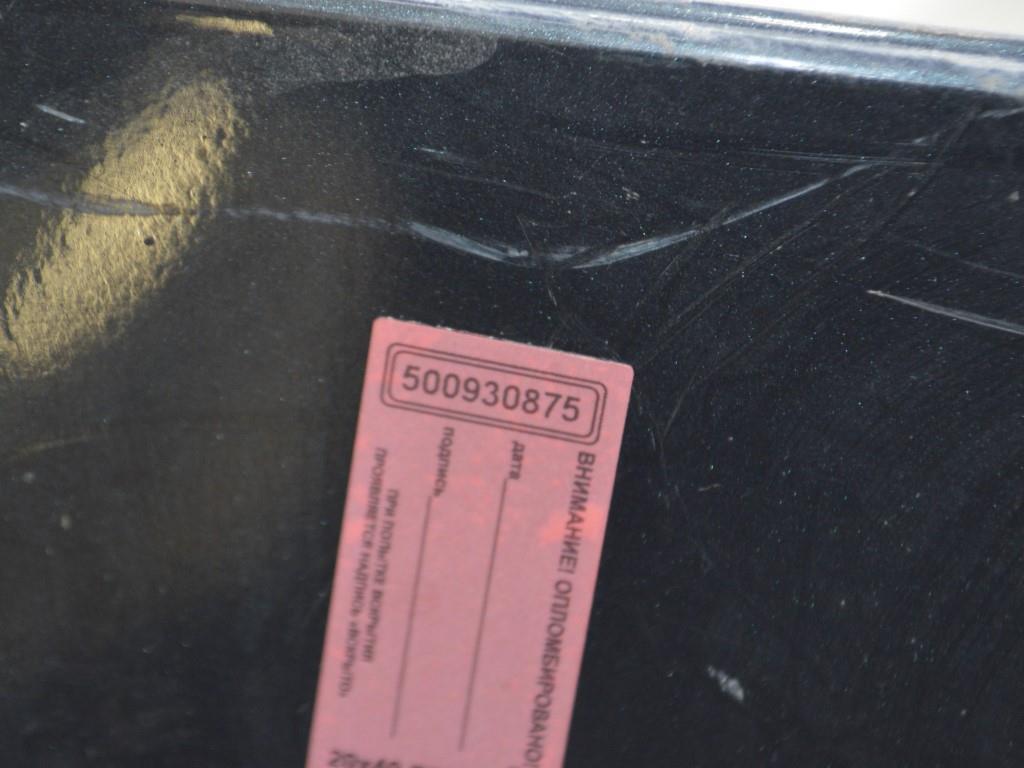 500930875
ВНИМАНИЕ! ОПЛОМБИРОВАНО!
дата
подпись
ПРИ ПОПЫТКЕ ВСКРЫТИЯ
ПРОЯВЛЯЕТСЯ НАДПИСЬ «ВСКРЫТО»